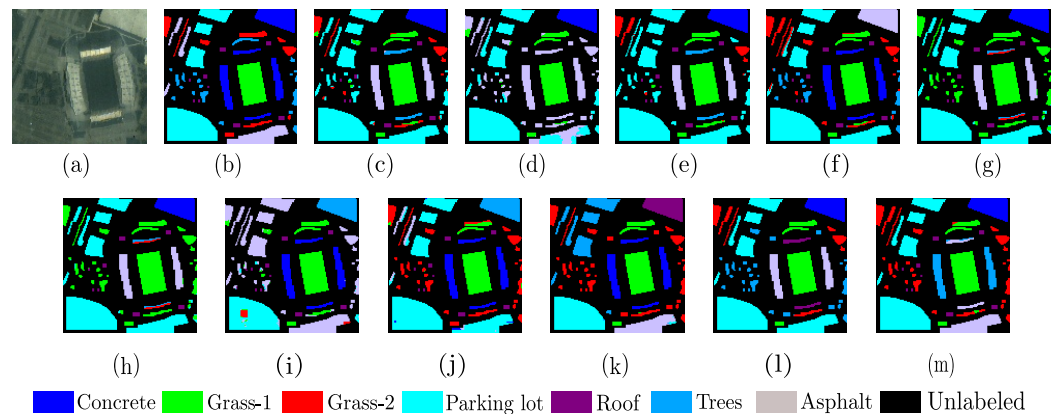 (a) (b) (c) (d) (e) (f) (g)
(h) (i) (j) (k) (l) (m)
Concrete Grass-1 Grass-2 Parking lot Roof Trees Asphalt Unlabeled